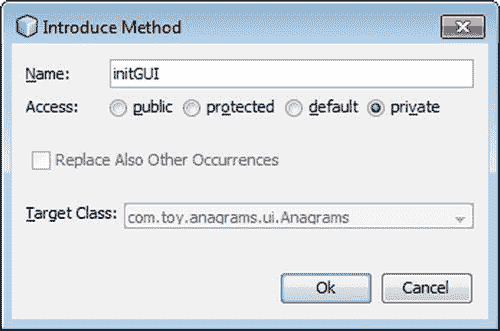 Introduce Method
Name: initGUI
Access: public protected default private
Replace Also Other Occurrences
Target Class: com.toy.anagrams.ui.Anagrams
Ok Cancel